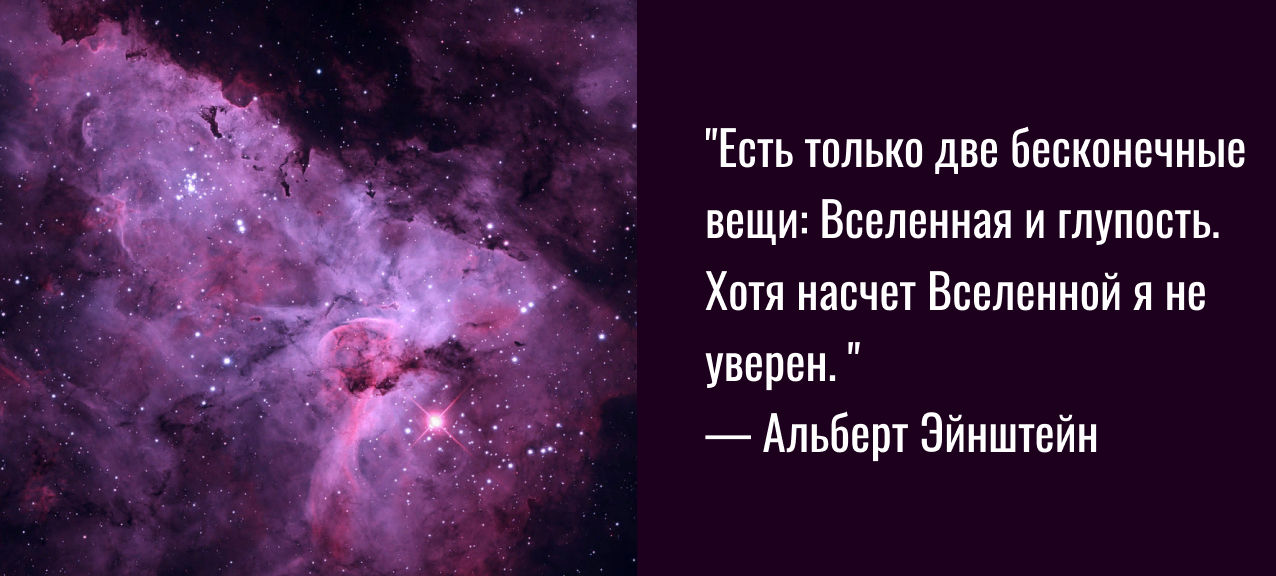 "Есть только две бесконечные
вещи: Вселенная и глупость.
Хотя насчет Вселенной я не
уверен. "
— Альберт Эйнштейн